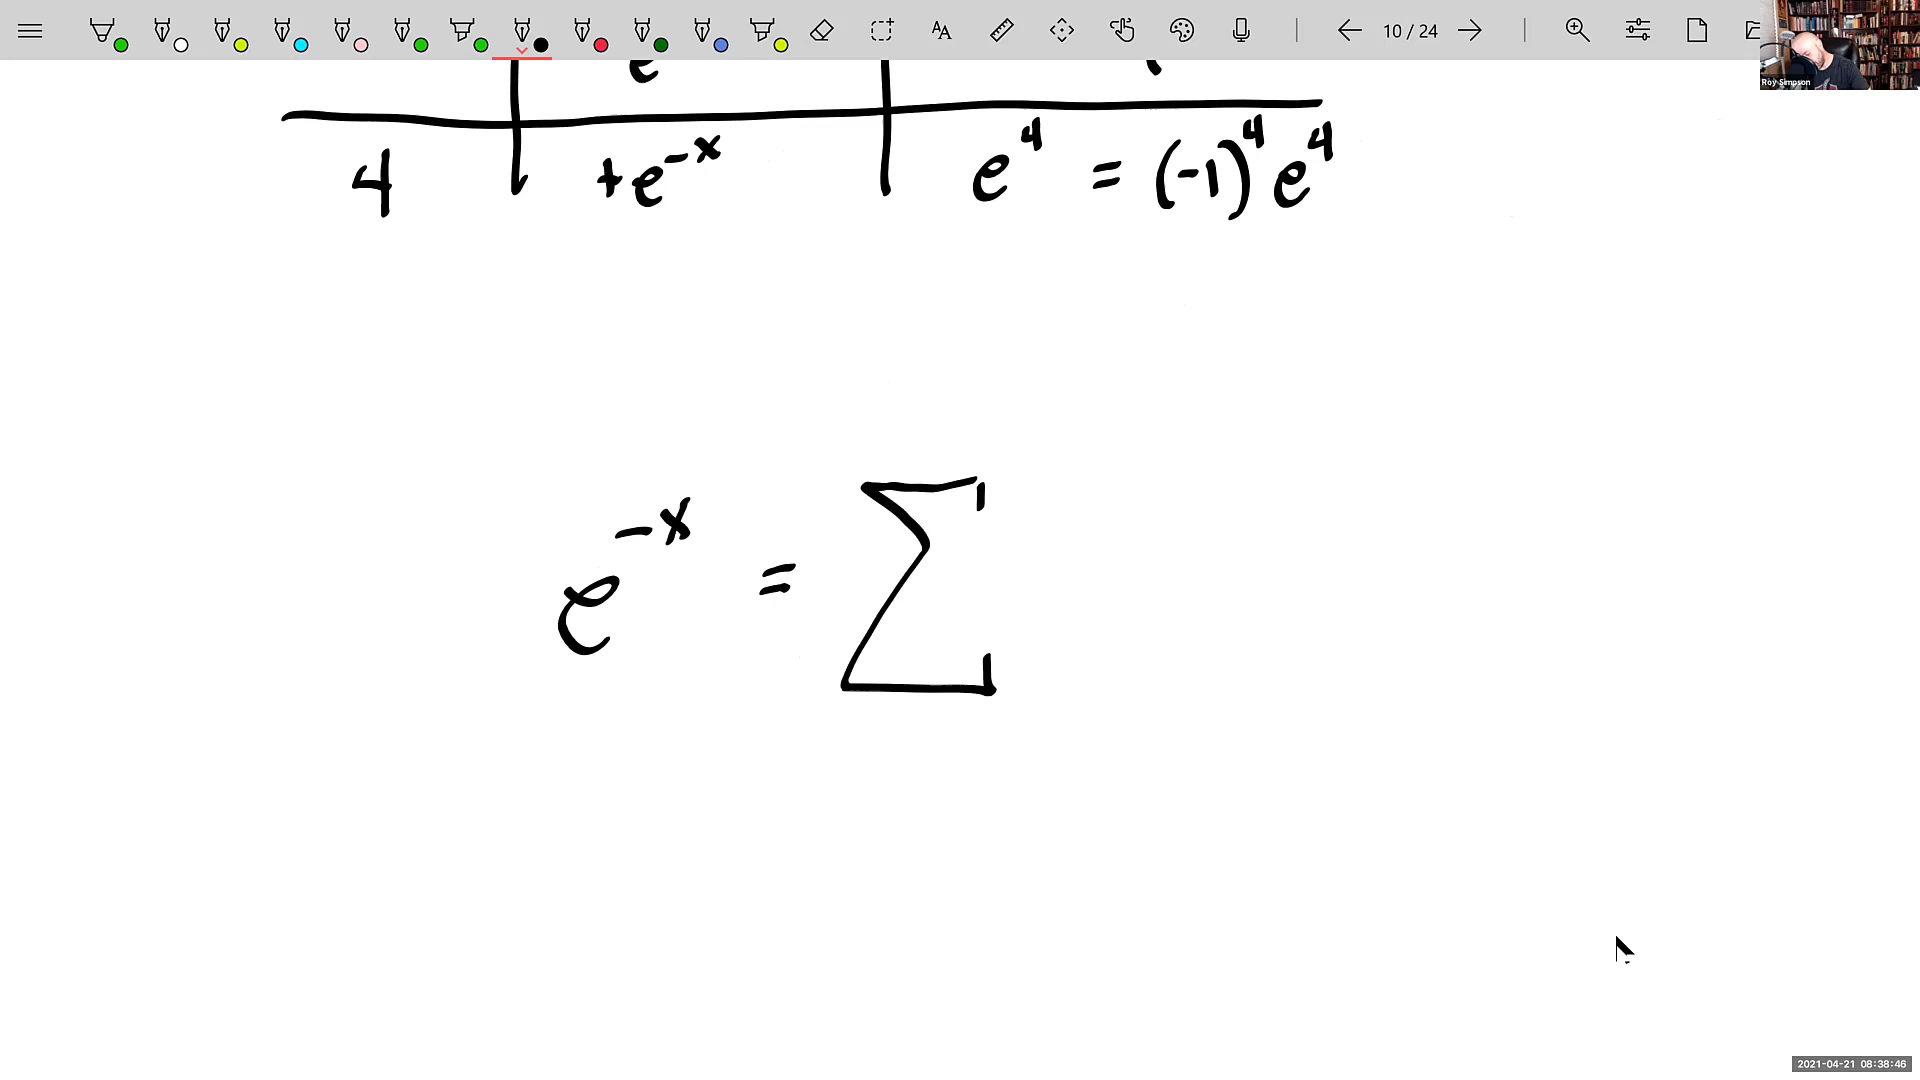 10 / 24
Roy Simpson
e
4 +e^{-x} e^4 = (-1)^4 e^4
e^{-x} = ∑
2021-04-21 08:38:46